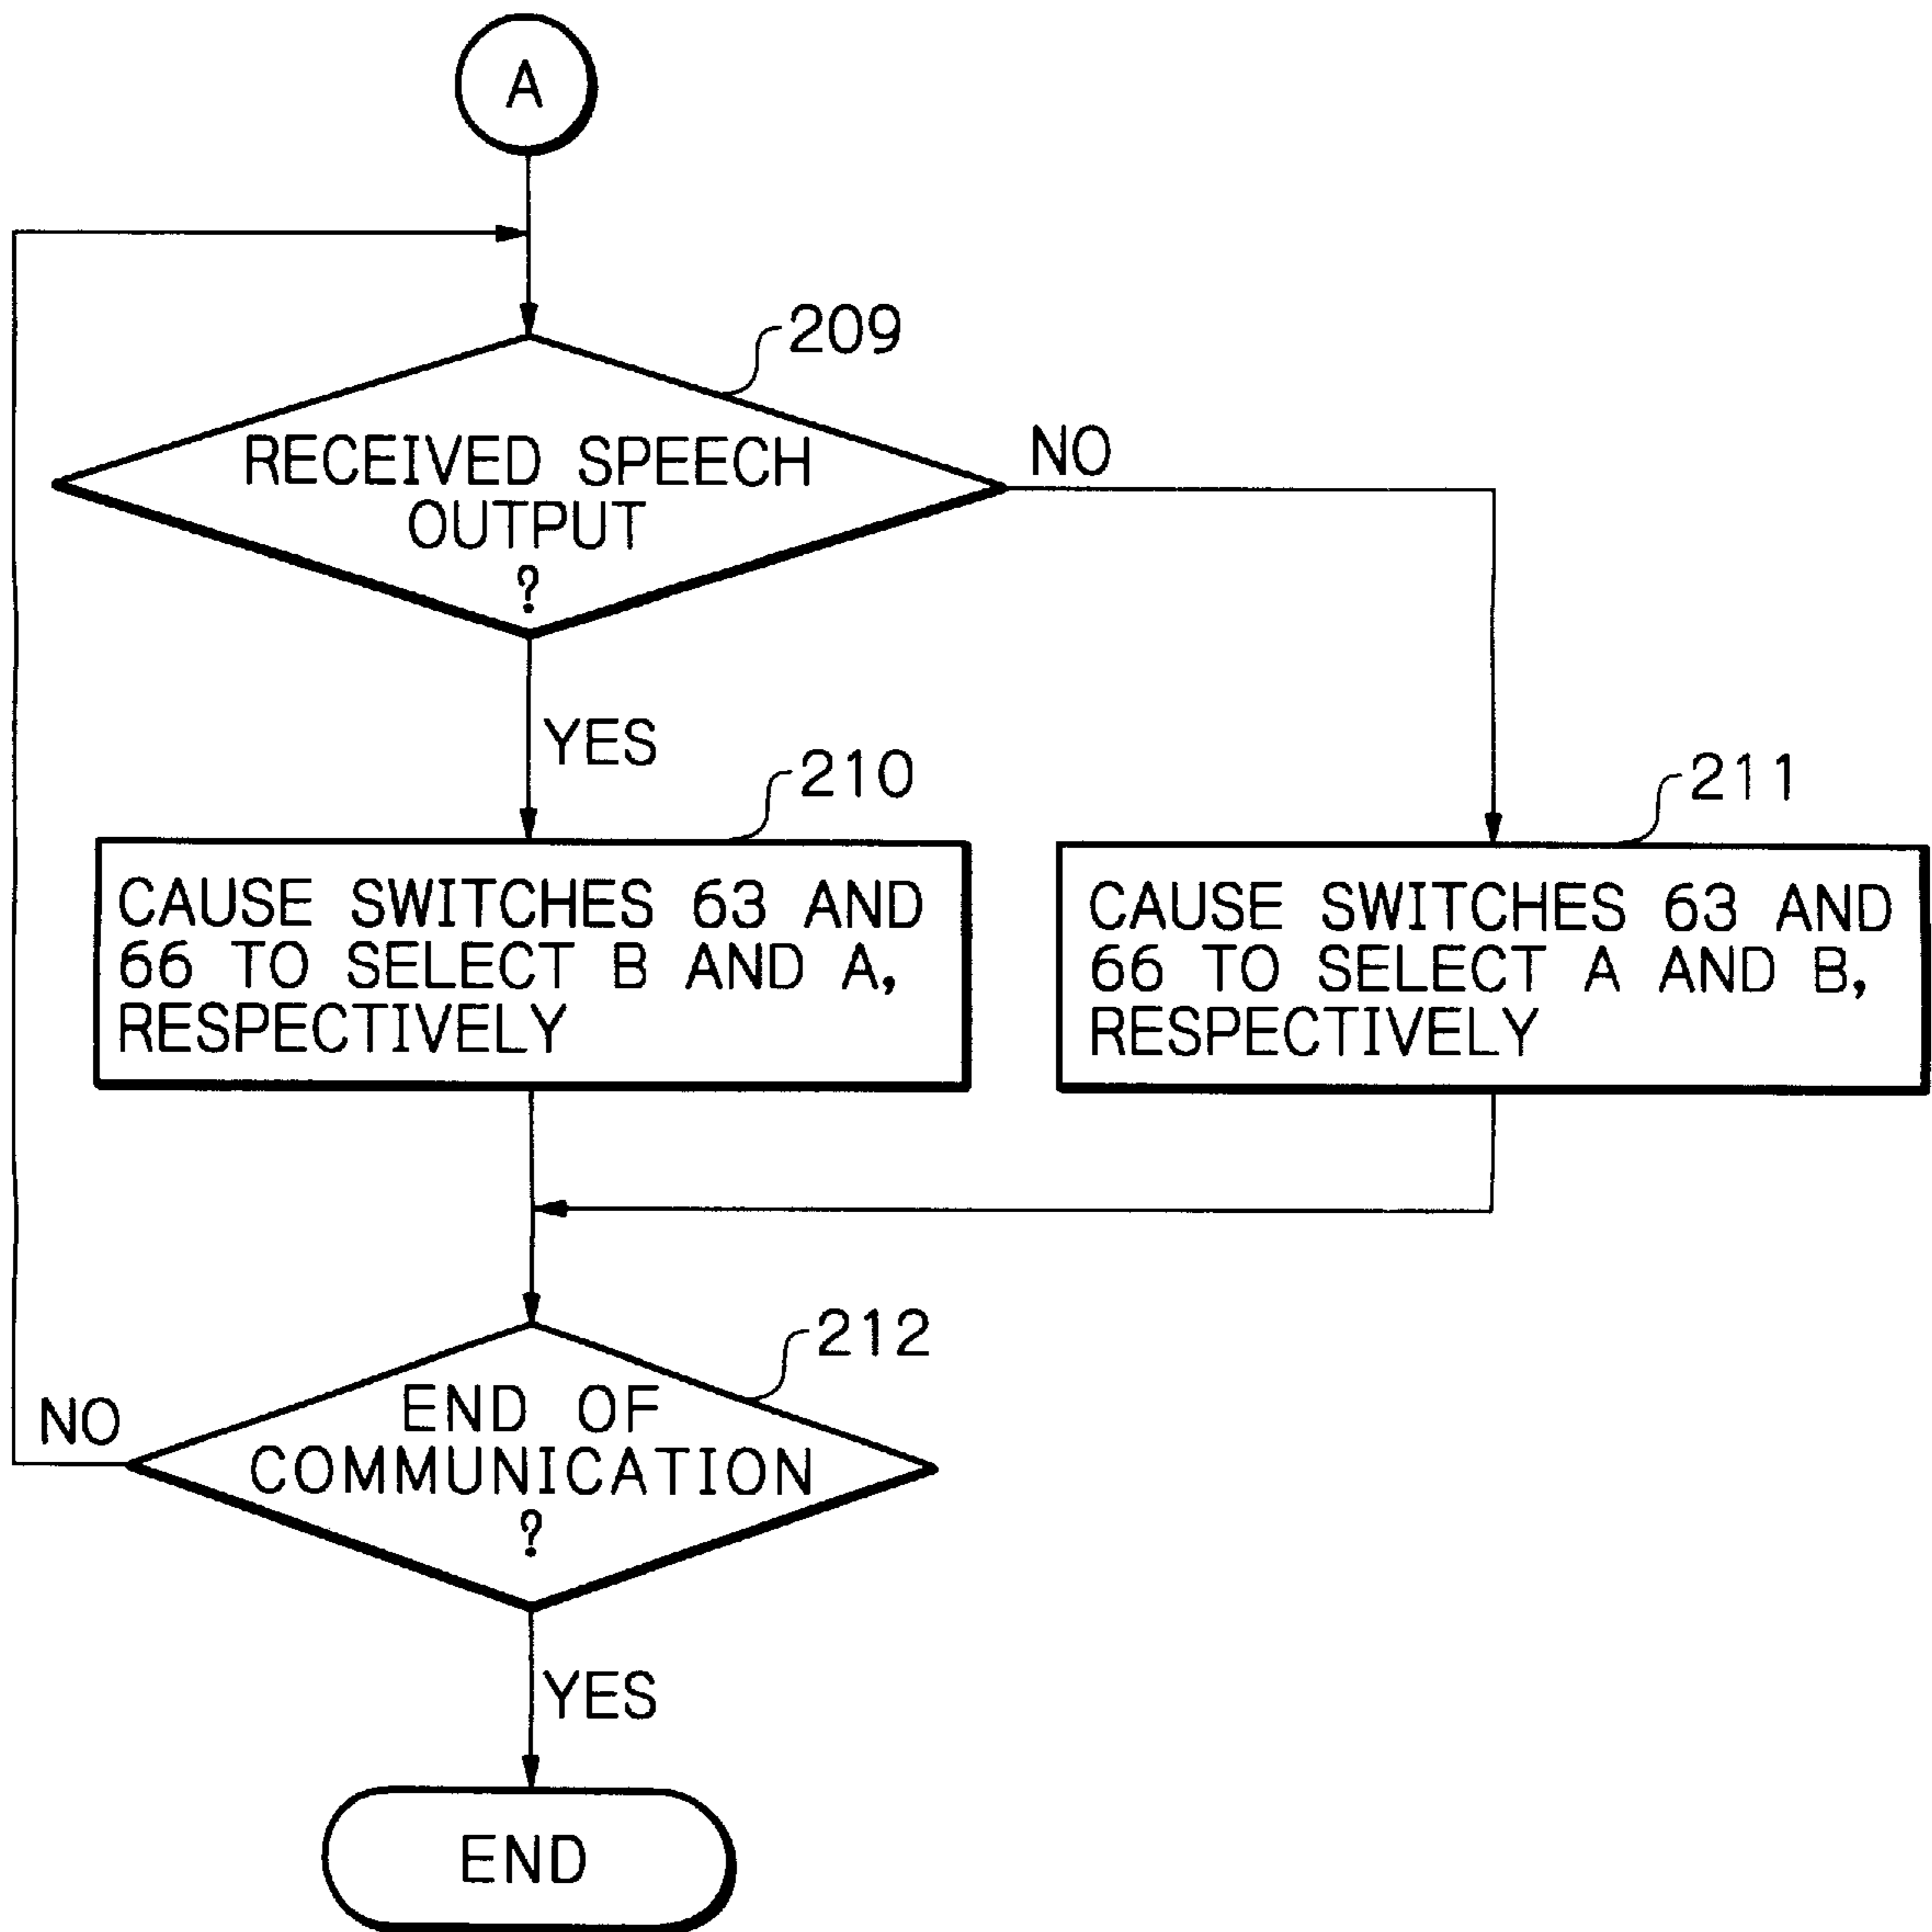 A
209
RECEIVED SPEECH
OUTPUT
?
NO
YES
210
CAUSE SWITCHES 63 AND
66 TO SELECT B AND A,
RESPECTIVELY
211
CAUSE SWITCHES 63 AND
66 TO SELECT A AND B,
RESPECTIVELY
212
END OF
COMMUNICATION
?
NO
YES
END